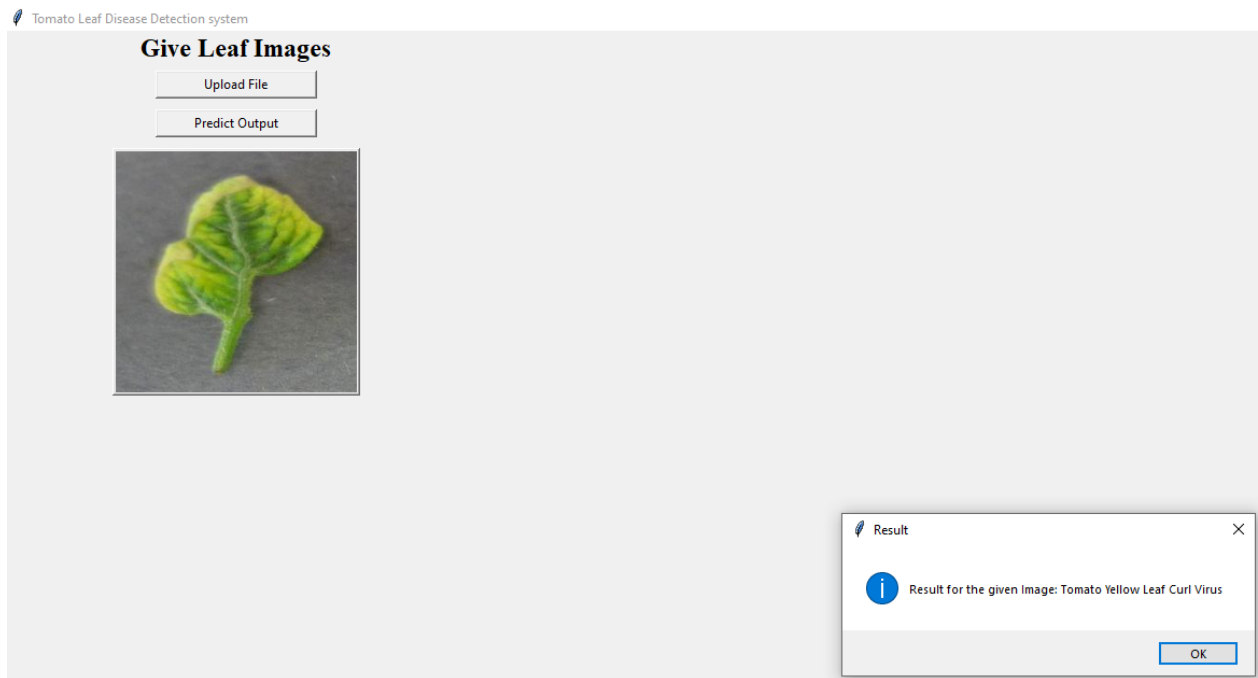 Tomato Leaf Disease Detection system
Give Leaf Images
Upload File
Predict Output
Result
Result for the given Image: Tomato Yellow Leaf Curl Virus
OK